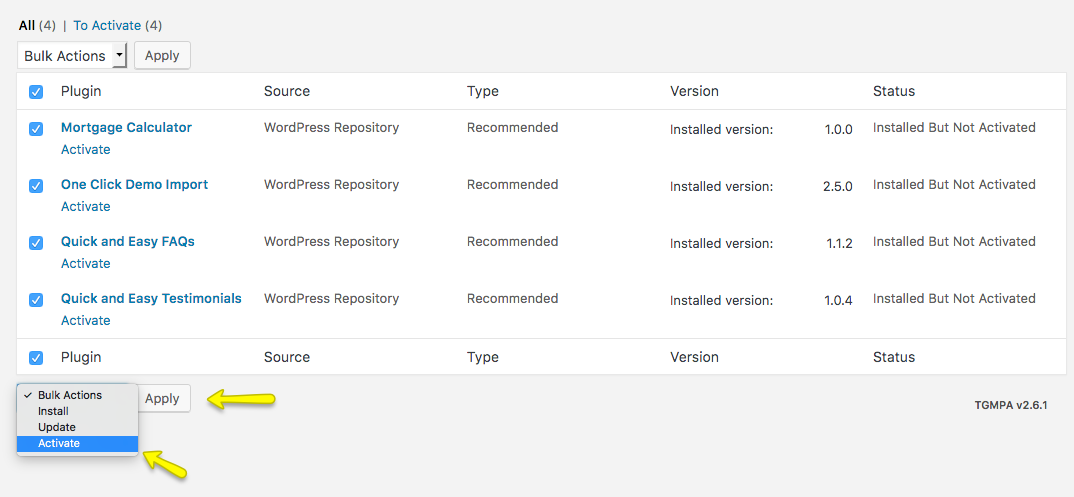 All (4) | To Activate (4)
Bulk Actions Apply
Plugin Source Type Version Status
Mortgage Calculator WordPress Repository Recommended Installed version: 1.0.0 Installed But Not Activated
Activate
One Click Demo Import WordPress Repository Recommended Installed version: 2.5.0 Installed But Not Activated
Activate
Quick and Easy FAQs WordPress Repository Recommended Installed version: 1.1.2 Installed But Not Activated
Activate
Quick and Easy Testimonials WordPress Repository Recommended Installed version: 1.0.4 Installed But Not Activated
Activate
Plugin Source Type Version Status
Bulk Actions Apply
Install
Update
Activate
TGMPA v2.6.1